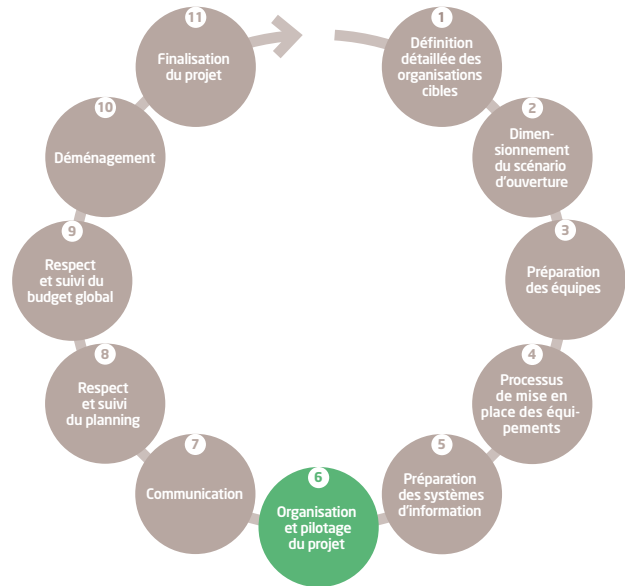 1
Définition
détaillée des
organisations
cibles
2
Dimen-
sionnement
du scénario
d'ouverture
3
Préparation
des équipes
4
Processus
de mise en
place des équi-
pements
5
Préparation
des systèmes
d'information
6
Organisation
et pilotage
du projet
7
Communication
8
Respect
et suivi
du planning
9
Respect
et suivi du
budget global
10
Déménagement
11
Finalisation
du projet